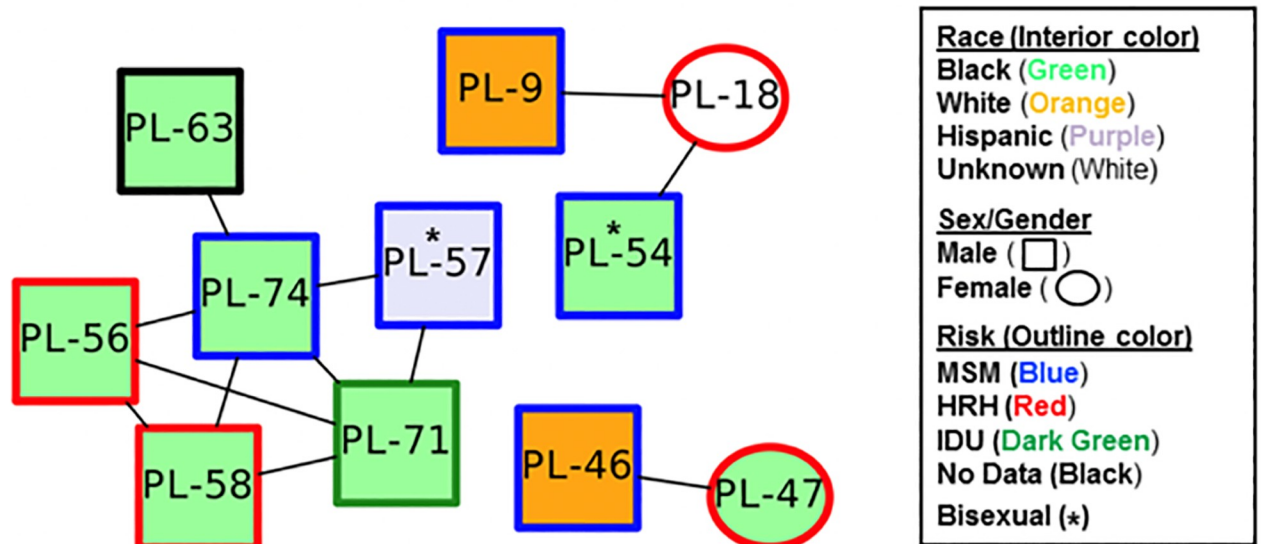 PL-63
PL-9
PL-18
PL-74
*
PL-57
*
PL-54
PL-56
PL-71
PL-58
PL-46
PL-47
Race (Interior color)
Black (Green)
White (Orange)
Hispanic (Purple)
Unknown (White)
Sex/Gender
Male ( )
Female ( )
Risk (Outline color)
MSM (Blue)
HRH (Red)
IDU (Dark Green)
No Data (Black)
Bisexual (*)